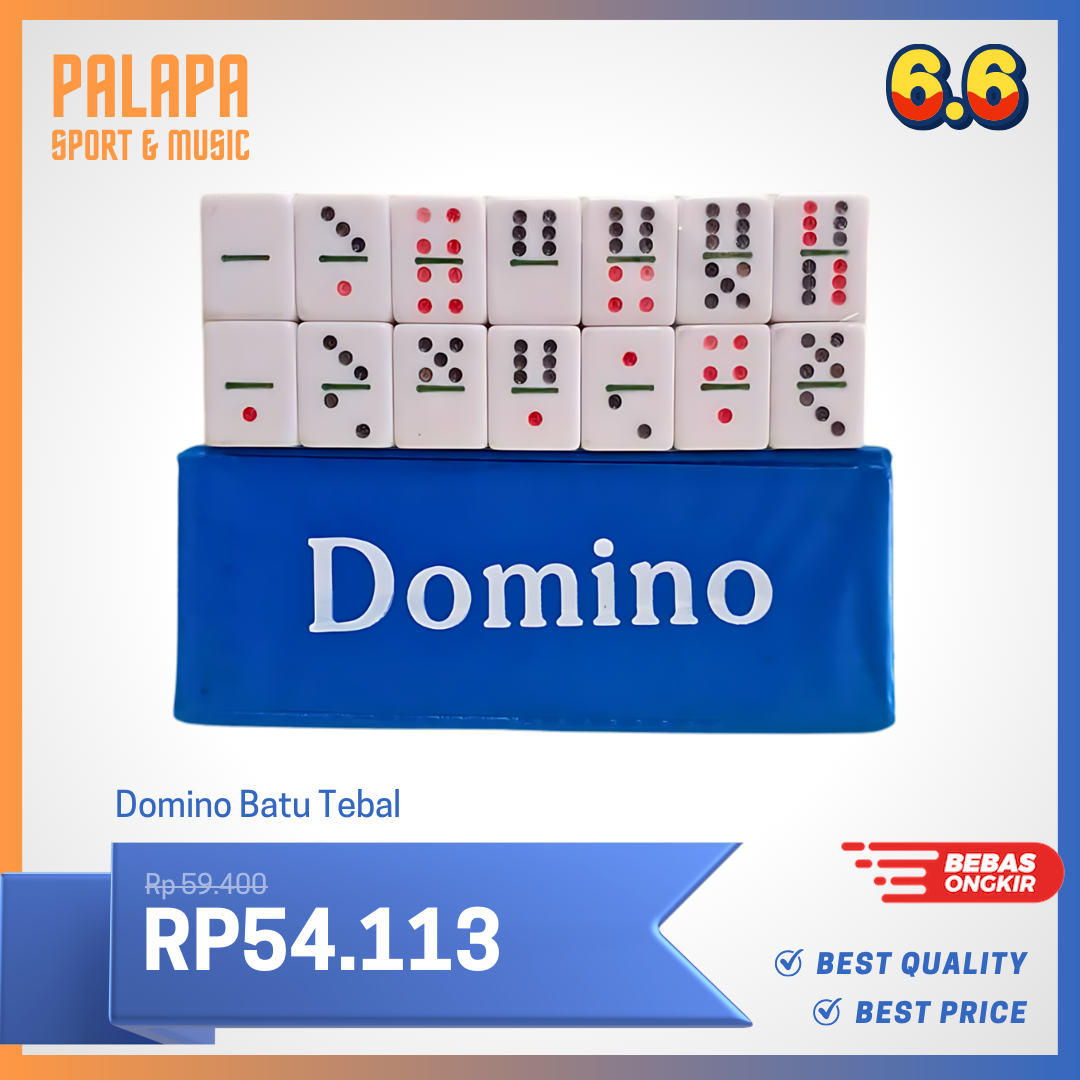 PALAPA
SPORT & MUSIC
6.6
Domino
Domino Batu Tebal
Rp 59.400
RP54.113
BEBAS
ONGKIR
BEST QUALITY
BEST PRICE